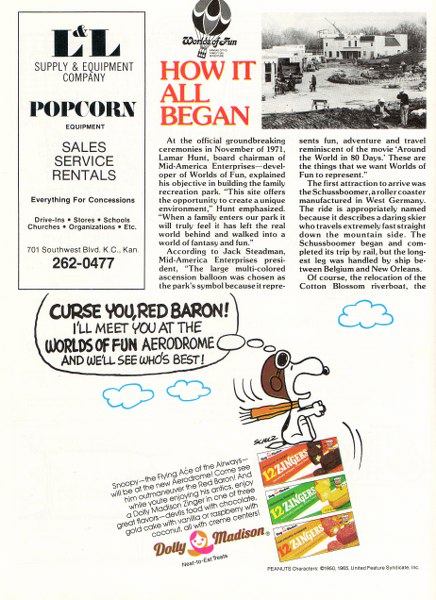 L&L
SUPPLY & EQUIPMENT
COMPANY
POPCORN
EQUIPMENT
SALES
SERVICE
RENTALS
Everything For Concessions
Drive-Ins • Stores • Schools
Churches • Organizations • Etc.
701 Southwest Blvd. K.C., Kan.
262-0477
Worlds of Fun
HOW IT
ALL
BEGAN
At the official groundbreaking
ceremonies in November of 1971,
Lamar Hunt, board chairman of
Mid-America Enterprises—devel-
oper of Worlds of Fun, explained
his objective in building the family
recreation park. "This site offers
the opportunity to create a unique
environment," Hunt emphasized.
"When a family enters our park it
will truly feel it has left the real
world behind and walked into a
world of fantasy and fun."
According to Jack Steadman,
Mid-America Enterprises presi-
dent, "The large multi-colored
ascension balloon was chosen as
the park's symbol because it repre-
sents fun, adventure and travel
reminiscent of the movie 'Around
the World in 80 Days.' These are
the things that we want Worlds of
Fun to represent."
The first attraction to arrive was
the Schussboomer, a roller coaster
manufactured in West Germany.
The ride is appropriately named
because it describes a daring skier
who travels extremely fast straight
down the mountain side. The
Schussboomer began and com-
pleted its trip by rail, but the long-
est leg was handled by ship be-
tween Belgium and New Orleans.
Of course, the relocation of the
Cotton Blossom riverboat, the
CURSE YOU, RED BARON!
I'LL MEET YOU AT THE
WORLDS OF FUN AERODROME
AND WE'LL SEE WHO'S BEST!
SCHULZ
Snoopy—the Flying Ace of the Airways—
will be at the new Aerodrome! Come see
him outmaneuver the Red Baron! And
while you're enjoying his antics, enjoy
a Dolly Madison Zinger in one of three
great flavors—devils food with chocolate,
gold cake with vanilla or raspberry with
coconut, all with creme centers!
Dolly Madison
Next-to-Eat Treats
12 ZINGERS
12 ZINGERS
12 ZINGERS
PEANUTS Characters: ©1950, 1965, United Feature Syndicate, Inc.